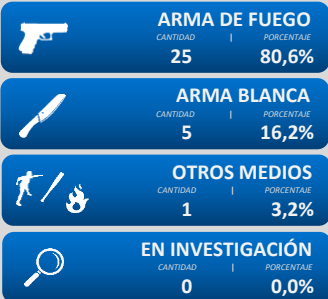 ARMA DE FUEGO
CANTIDAD | PORCENTAJE
25 80,6%
ARMA BLANCA
CANTIDAD | PORCENTAJE
5 16,2%
OTROS MEDIOS
CANTIDAD | PORCENTAJE
1 3,2%
EN INVESTIGACIÓN
CANTIDAD | PORCENTAJE
0 0,0%